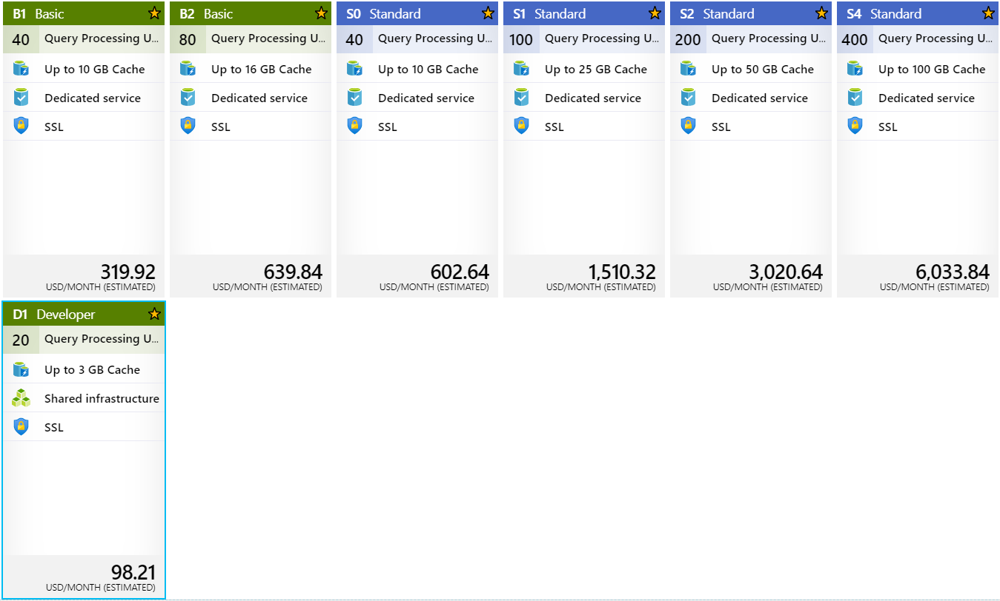 B1 Basic
40 Query Processing U...
Up to 10 GB Cache
Dedicated service
SSL
319.92
USD/MONTH (ESTIMATED)
B2 Basic
80 Query Processing U...
Up to 16 GB Cache
Dedicated service
SSL
639.84
USD/MONTH (ESTIMATED)
S0 Standard
40 Query Processing U...
Up to 10 GB Cache
Dedicated service
SSL
602.64
USD/MONTH (ESTIMATED)
S1 Standard
100 Query Processing U...
Up to 25 GB Cache
Dedicated service
SSL
1,510.32
USD/MONTH (ESTIMATED)
S2 Standard
200 Query Processing U...
Up to 50 GB Cache
Dedicated service
SSL
3,020.64
USD/MONTH (ESTIMATED)
S4 Standard
400 Query Processing U...
Up to 100 GB Cache
Dedicated service
SSL
6,033.84
USD/MONTH (ESTIMATED)
D1 Developer
20 Query Processing U...
Up to 3 GB Cache
Shared infrastructure
SSL
98.21
USD/MONTH (ESTIMATED)